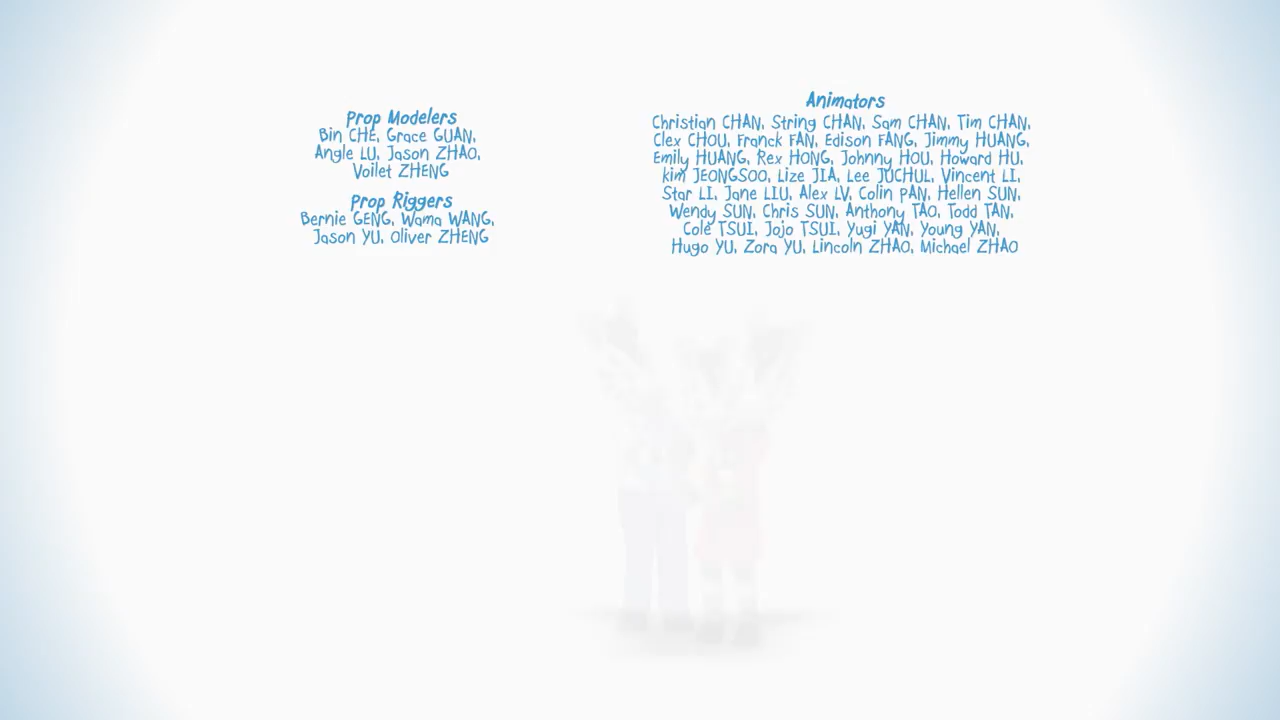 Prop Modelers
Bin CHE, Grace GUAN,
Angle LU, Jason ZHAO,
Voilet ZHENG
Prop Riggers
Bernie GENG, Wama WANG,
Jason YU, Oliver ZHENG
Animators
Christian CHAN, String CHAN, Sam CHAN, Tim CHAN,
Clex CHOU, Franck FAN, Edison FANG, Jimmy HUANG,
Emily HUANG, Rex HONG, Johnny HOU, Howard HU,
kim JEONGSOO, Lize JIA, Lee JUCHUL, Vincent LI,
Star LI, Jane LIU, Alex LV, Colin PAN, Hellen SUN,
Wendy SUN, Chris SUN, Anthony TAO, Todd TAN,
Cole TSUI, Jojo TSUI, Yugi YAN, Young YAN,
Hugo YU, Zora YU, Lincoln ZHAO, Michael ZHAO